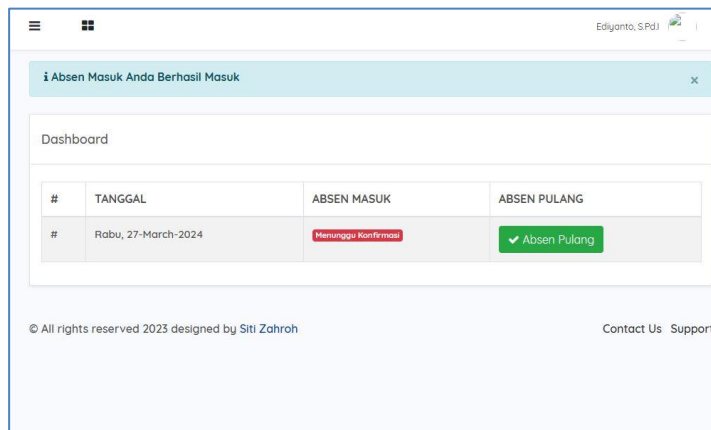 Ediyanto, S.Pd.I
i Absen Masuk Anda Berhasil Masuk ×
Dashboard
# TANGGAL ABSEN MASUK ABSEN PULANG
# Rabu, 27-March-2024 Menunggu Konfirmasi ✔ Absen Pulang
© All rights reserved 2023 designed by Siti Zahroh Contact Us Support